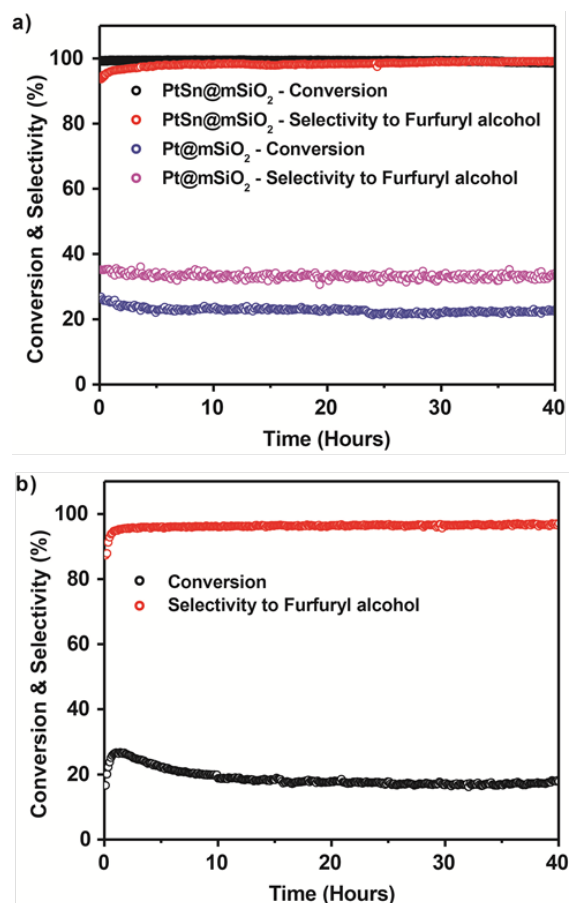 a)
100
80
60
40
20
0
PtSn@mSiO₂ - Conversion
PtSn@mSiO₂ - Selectivity to Furfuryl alcohol
Pt@mSiO₂ - Conversion
Pt@mSiO₂ - Selectivity to Furfuryl alcohol
Conversion & Selectivity (%)
0 10 20 30 40
Time (Hours)
b)
100
80
60
40
20
0
Conversion
Selectivity to Furfuryl alcohol
Conversion & Selectivity (%)
0 10 20 30 40
Time (Hours)